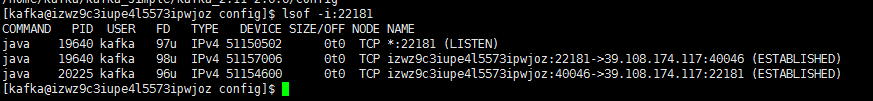 [kafka@izwz9c3iupe4l5573ipwjoz config]$ lsof -i:22181
COMMAND PID USER FD TYPE DEVICE SIZE/OFF NODE NAME
java 19640 kafka 97u IPv4 51150502 0t0 TCP *:22181 (LISTEN)
java 19640 kafka 98u IPv4 51157006 0t0 TCP izwz9c3iupe4l5573ipwjoz:22181->39.108.174.117:40046 (ESTABLISHED)
java 20225 kafka 96u IPv4 51154600 0t0 TCP izwz9c3iupe4l5573ipwjoz:40046->39.108.174.117:22181 (ESTABLISHED)
[kafka@izwz9c3iupe4l5573ipwjoz config]$